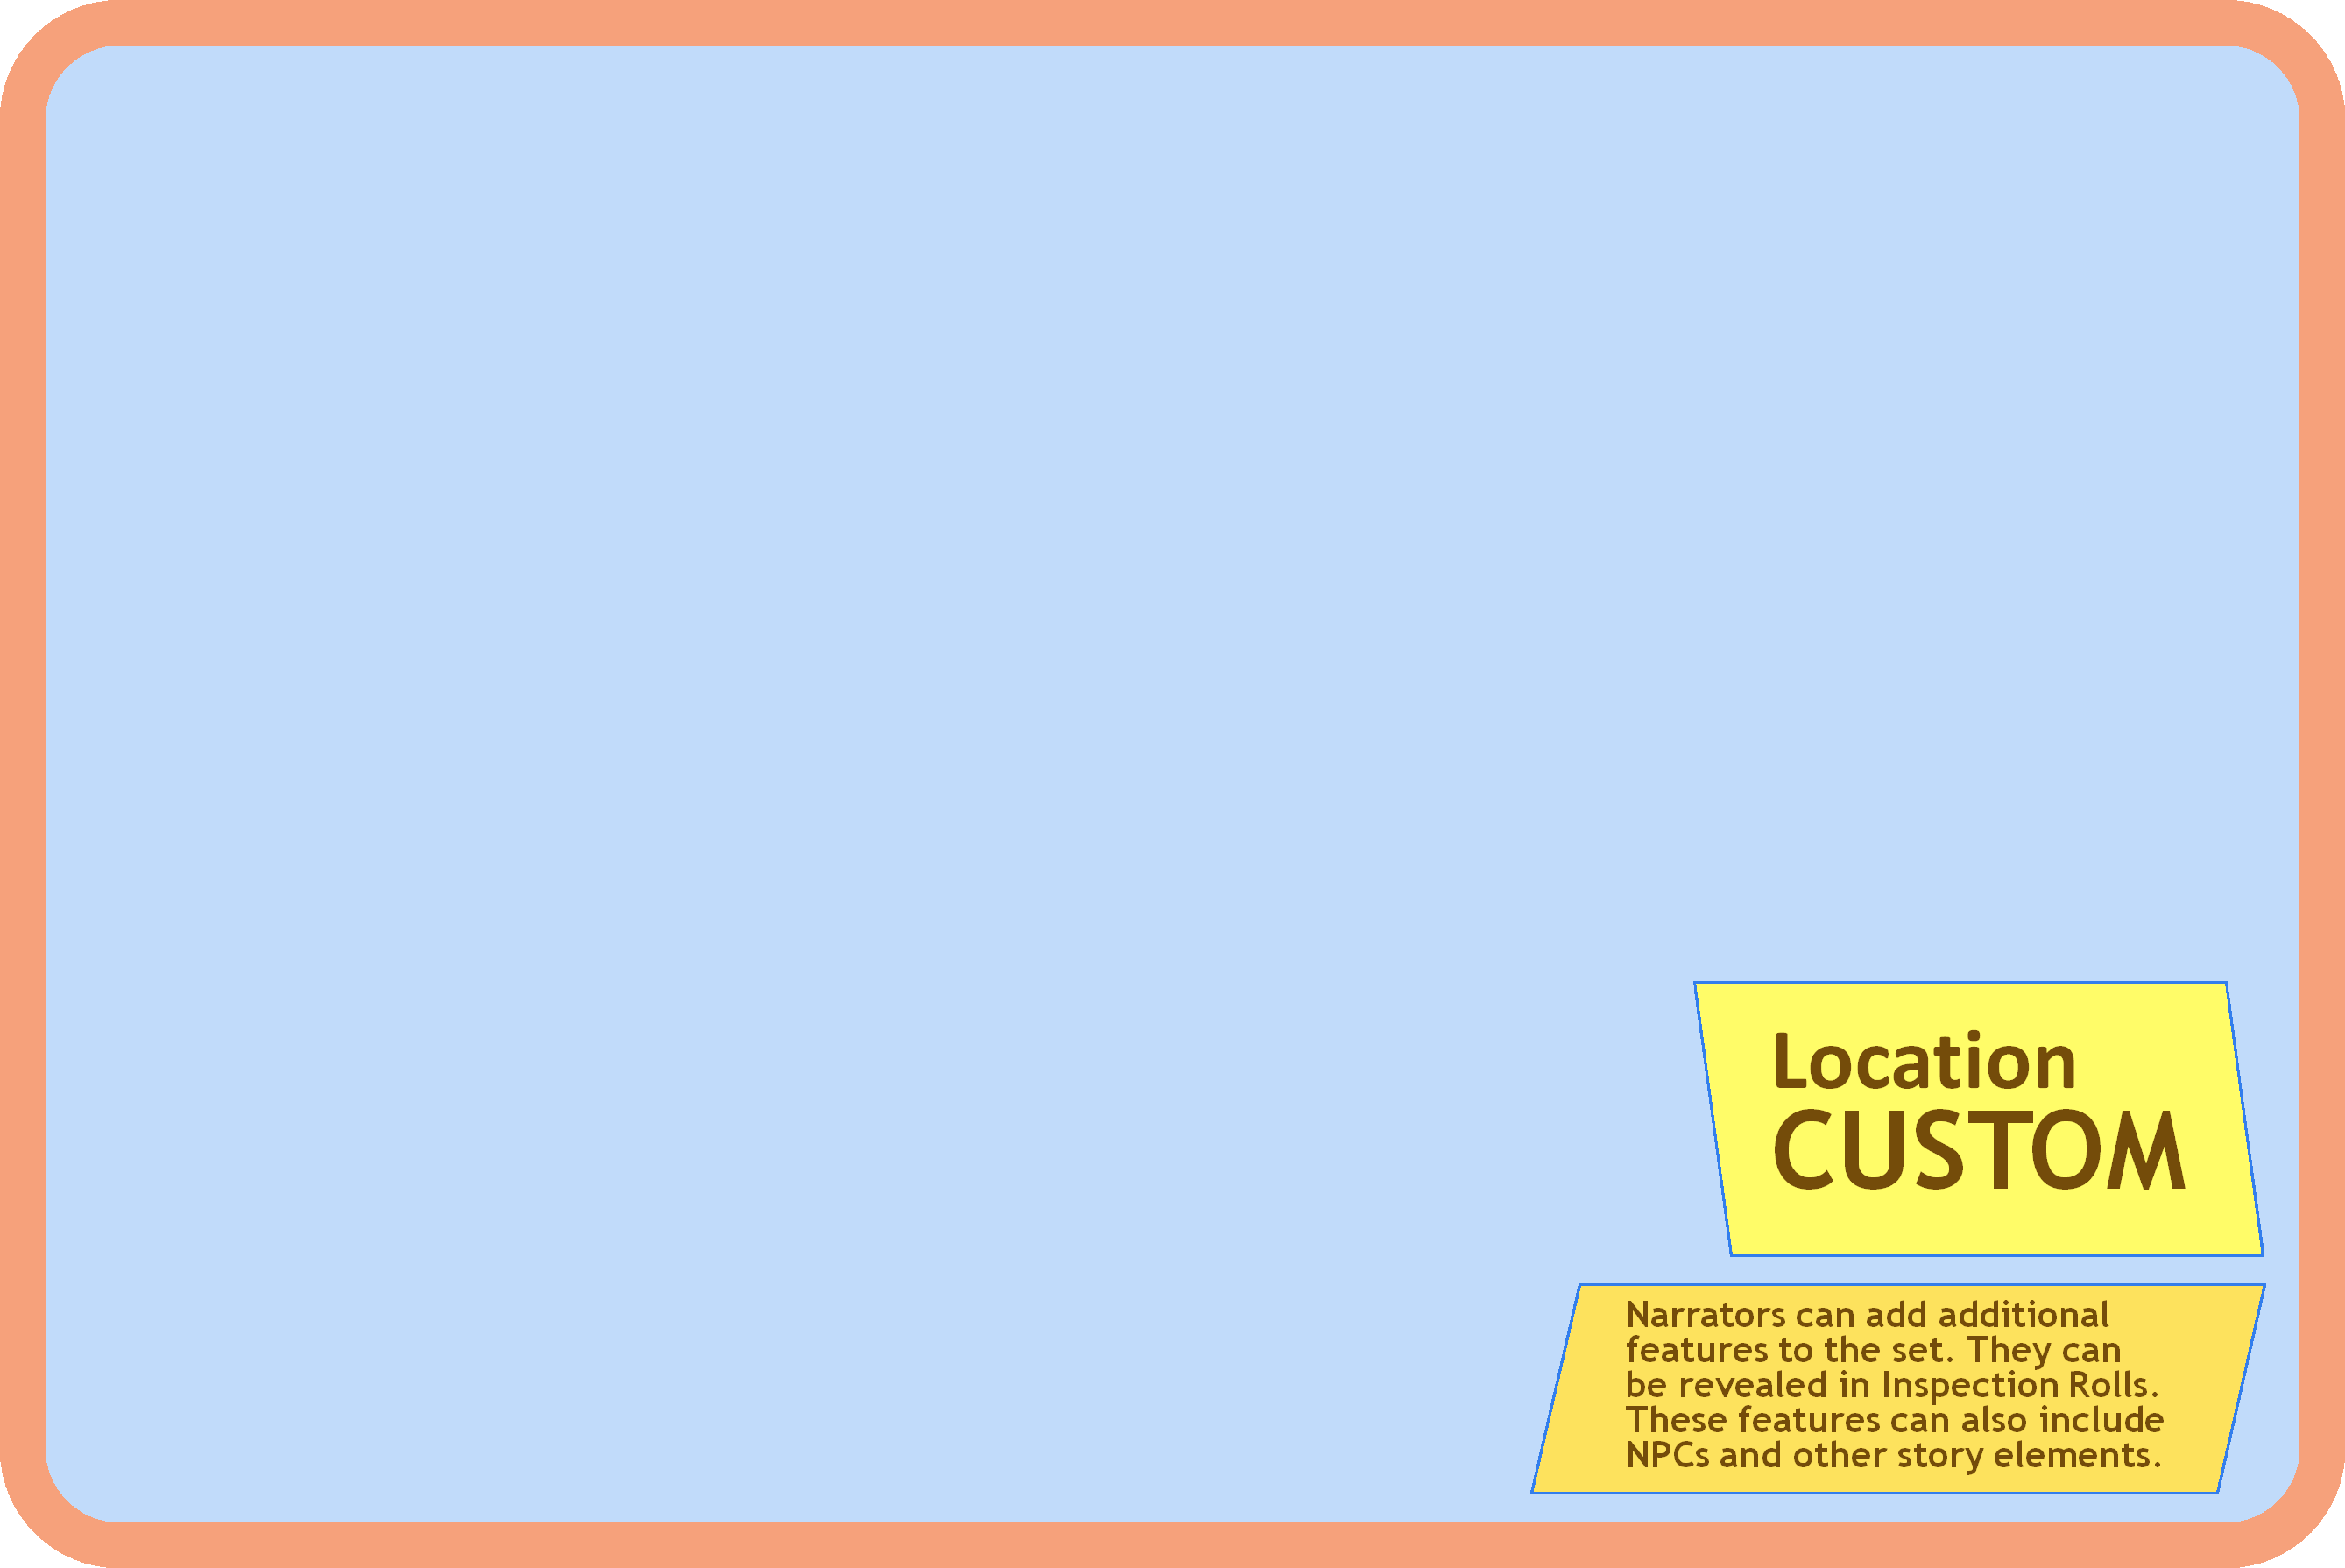 Location
CUSTOM
Narrators can add additional
features to the set. They can
be revealed in Inspection Rolls.
These features can also include
NPCs and other story elements.